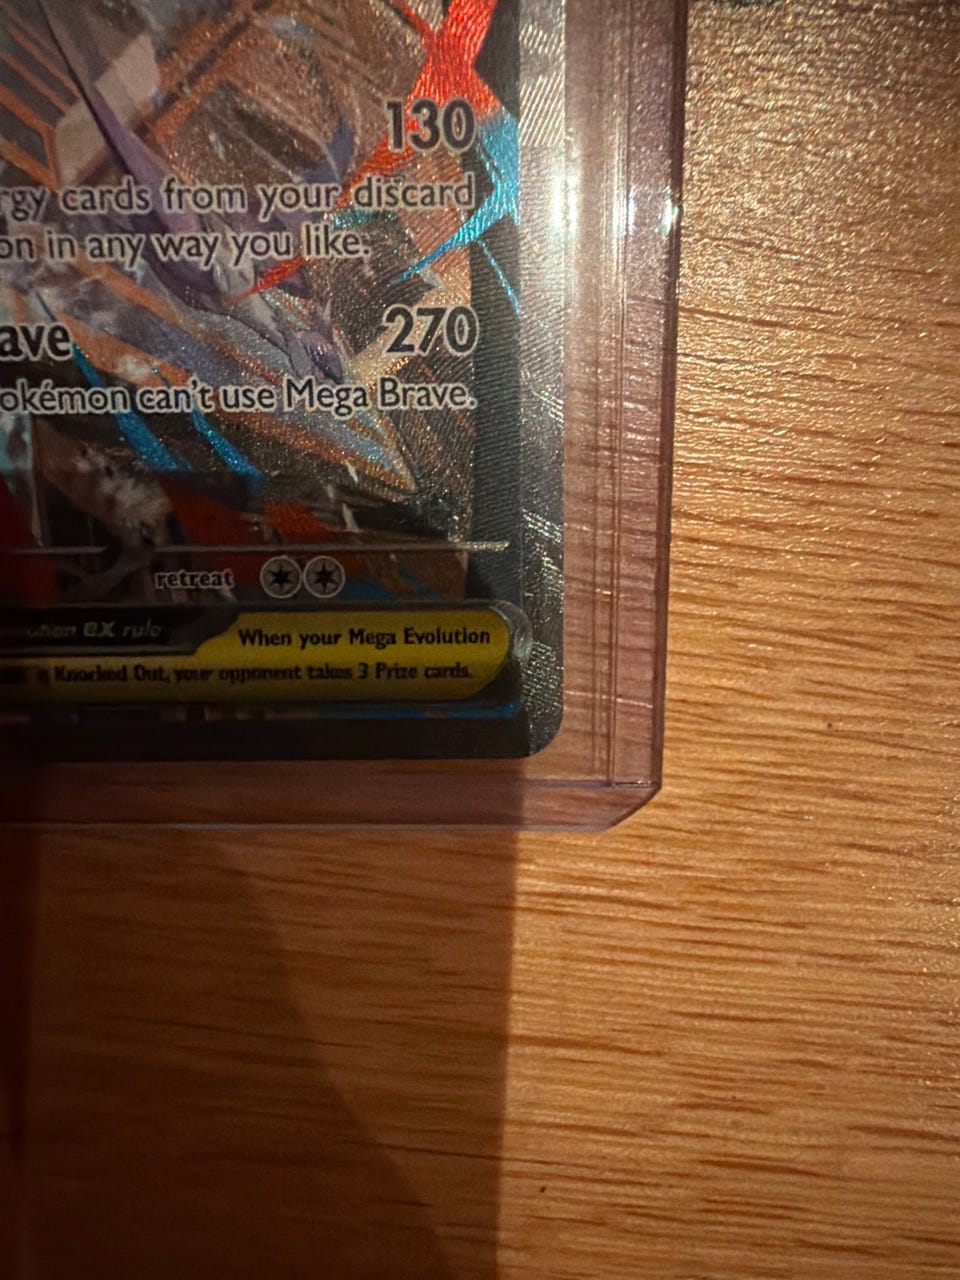 130
rgy cards from your discard
on in any way you like.
ave 270
okémon can't use Mega Brave.
retreat
ex rule When your Mega Evolution
Knocked Out, your opponent takes 3 Prize cards.